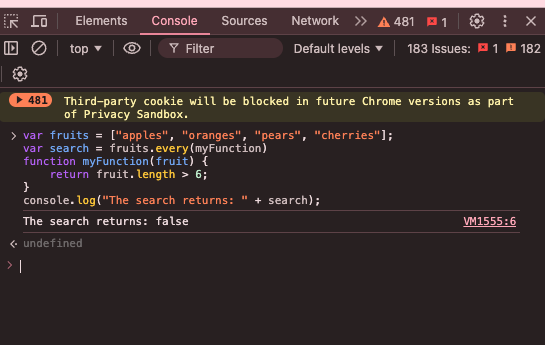 Elements Console Sources Network 481 1
top Filter Default levels 183 Issues: 1 182
481 Third-party cookie will be blocked in future Chrome versions as part
of Privacy Sandbox.
var fruits = ["apples", "oranges", "pears", "cherries"];
var search = fruits.every(myFunction)
function myFunction(fruit) {
    return fruit.length > 6;
}
console.log("The search returns: " + search);
The search returns: false VM1555:6
undefined